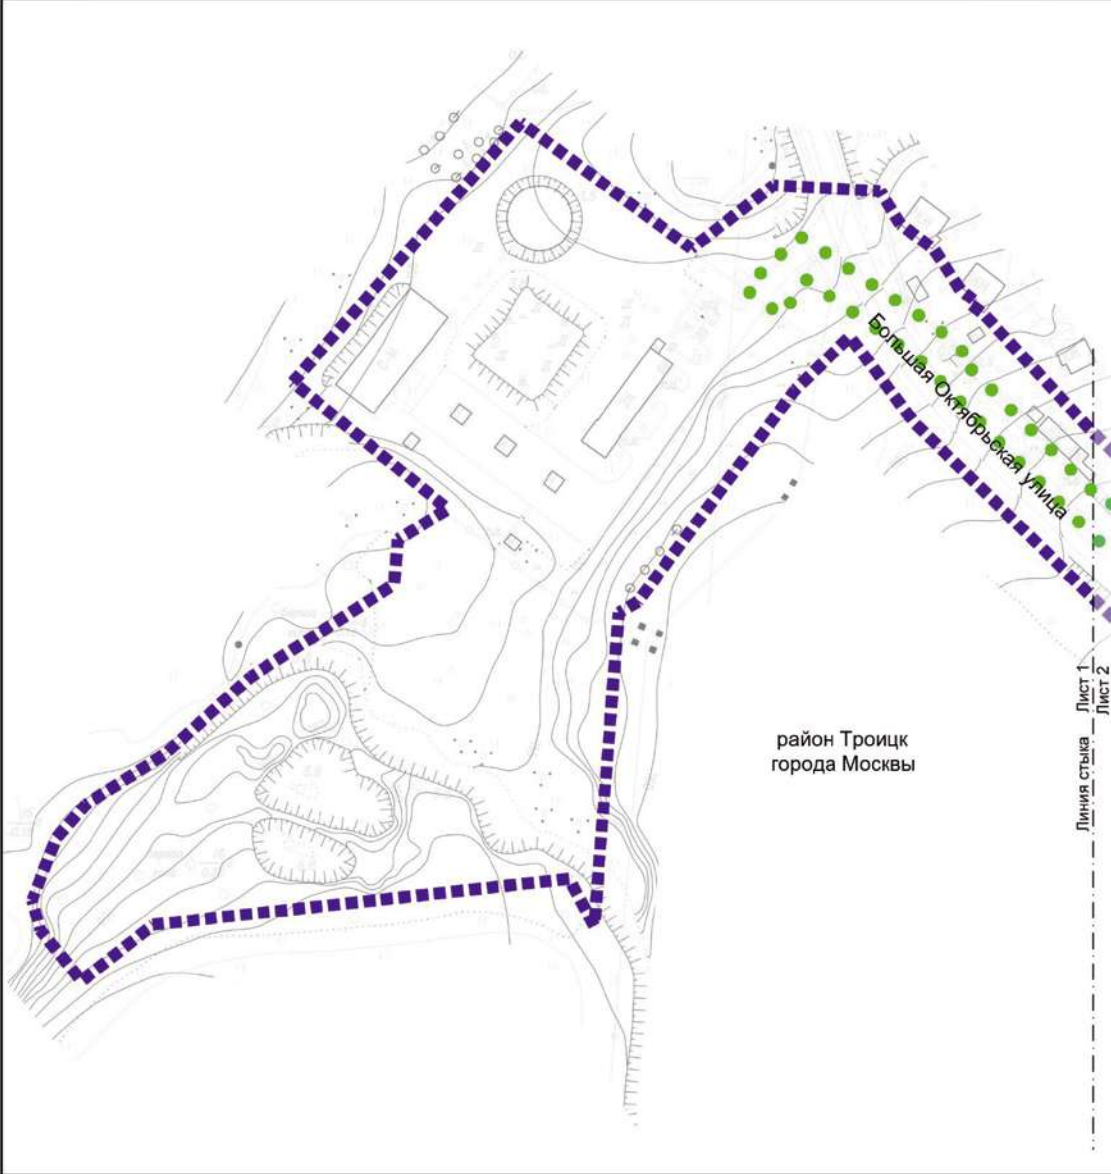 Большая Октябрьская улица
район Троицк
города Москвы
Линия стыка
Лист 1
Лист 2